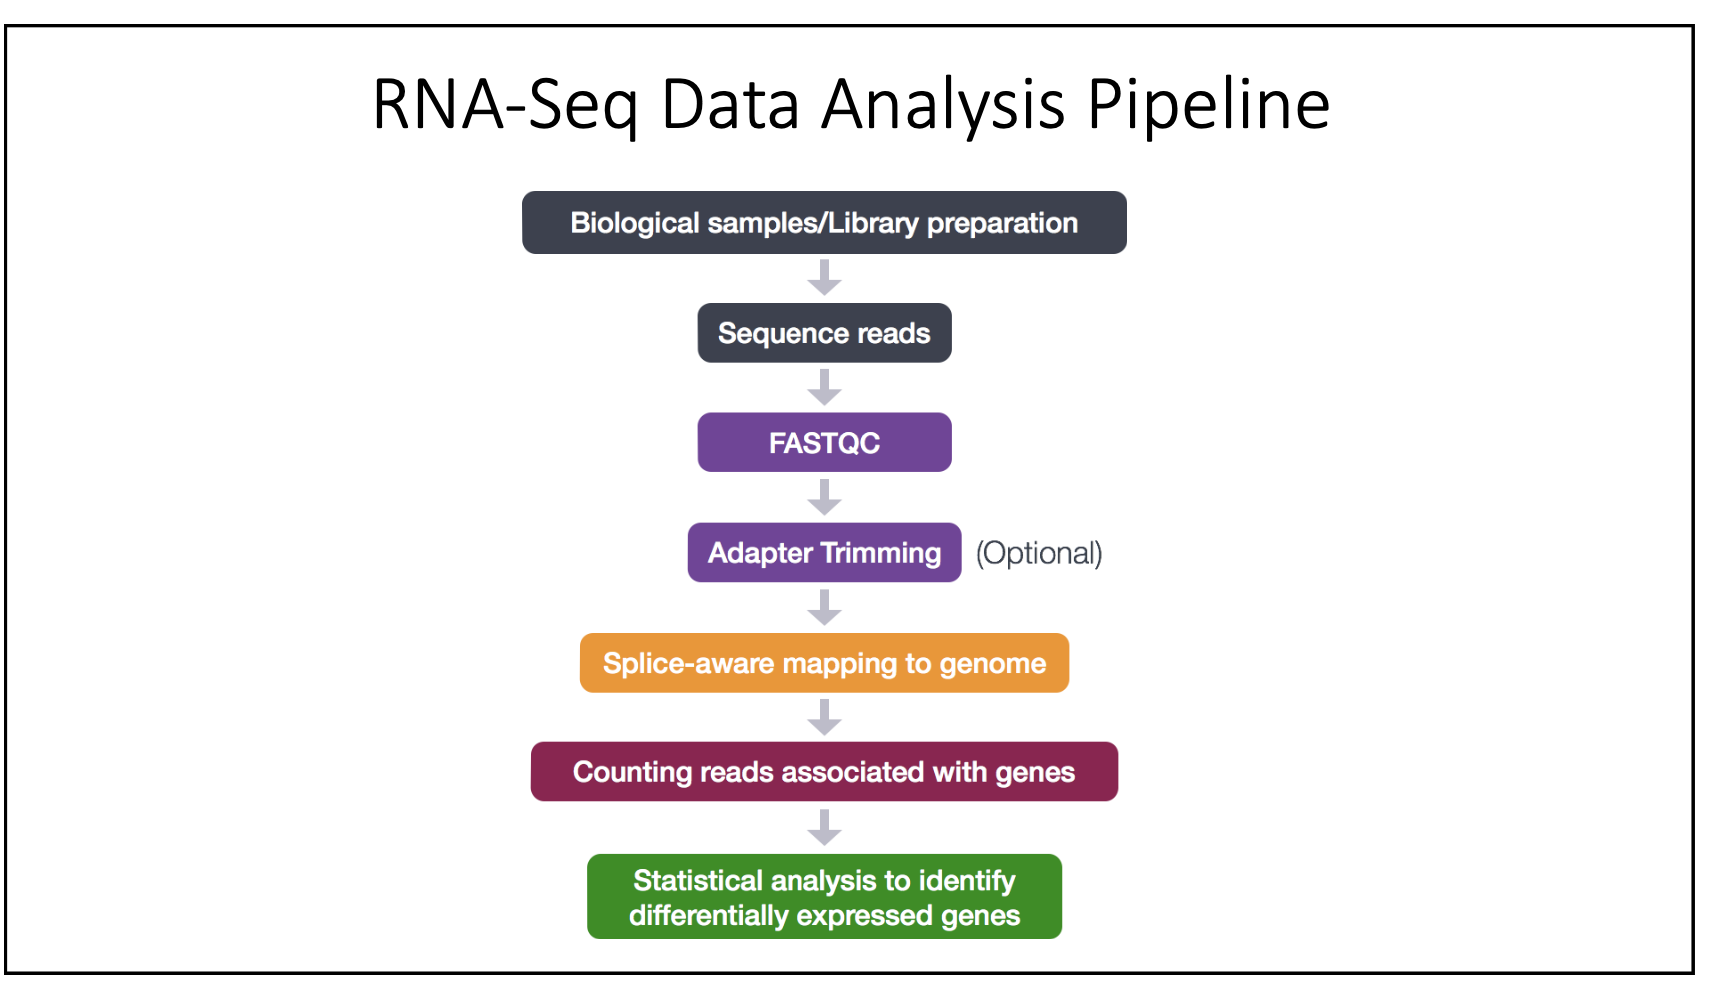 RNA-Seq Data Analysis Pipeline
Biological samples/Library preparation
Sequence reads
FASTQC
Adapter Trimming (Optional)
Splice-aware mapping to genome
Counting reads associated with genes
Statistical analysis to identify
differentially expressed genes